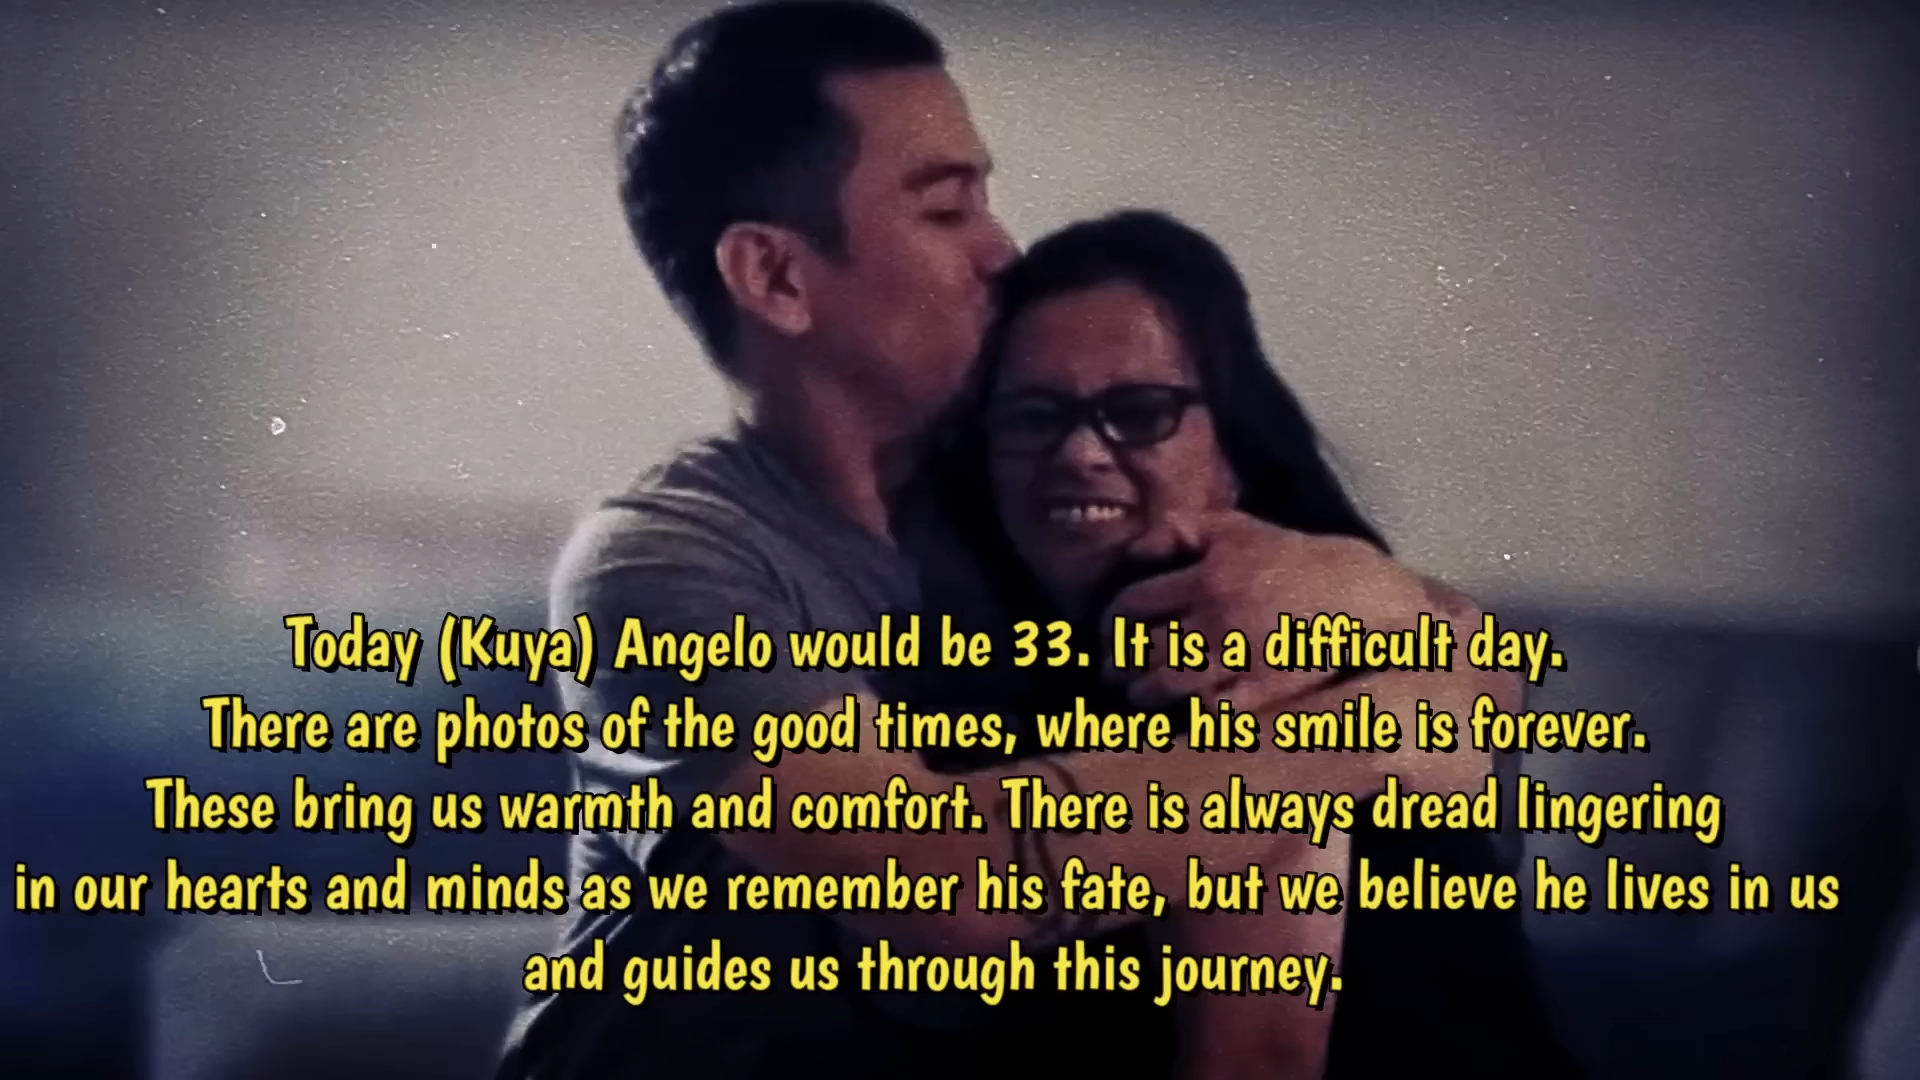 Today (Kuya) Angelo would be 33. It is a difficult day.
There are photos of the good times, where his smile is forever.
These bring us warmth and comfort. There is always dread lingering
in our hearts and minds as we remember his fate, but we believe he lives in us
and guides us through this journey.